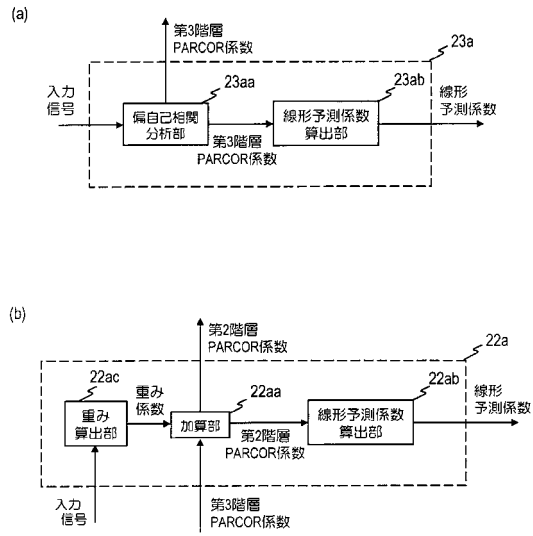 (a)
第3階層
PARCOR係数
23a
入力
信号
23aa
偏自己相関
分析部
第3階層
PARCOR係数
23ab
線形予測係数
算出部
線形
予測係数
(b)
第2階層
PARCOR係数
22a
22ac
重み
算出部
重み
係数
22aa
加算部
第2階層
PARCOR係数
22ab
線形予測係数
算出部
線形
予測係数
入力
信号
第3階層
PARCOR係数